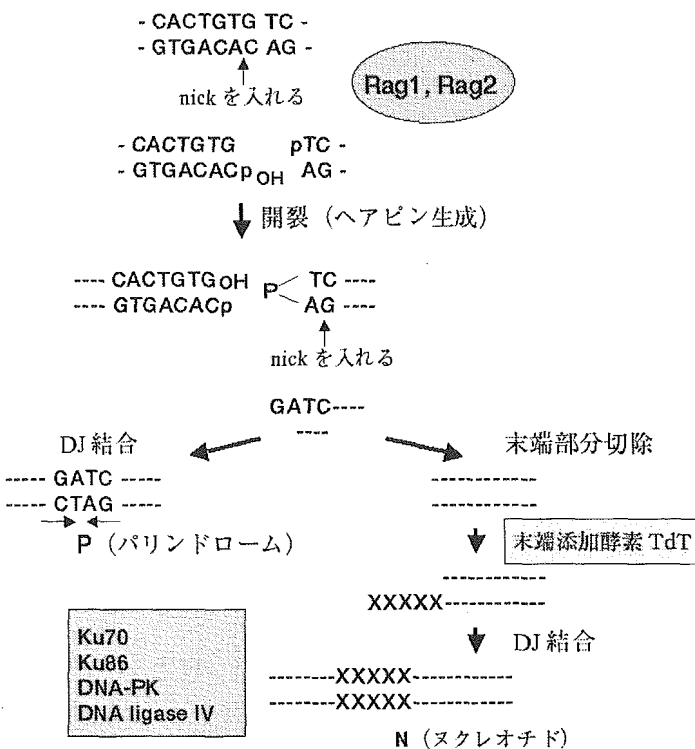 - CACTGTG TC -
- GTGACAC AG -
nick を入れる
Rag1, Rag2
- CACTGTG pTC -
- GTGACACp OH AG -
開裂(ヘアピン生成)
---- CACTGTGOH P TC ----
---- GTGACACp AG ----
nick を入れる
GATC----
----
DJ 結合
末端部分切除
----- GATC -----
----- CTAG -----
P(パリンドローム)
末端添加酵素 TdT
XXXXX------------
DJ 結合
Ku70
Ku86
DNA-PK
DNA ligase IV
-------XXXXX--------------
-------XXXXX--------------
N(ヌクレオチド)